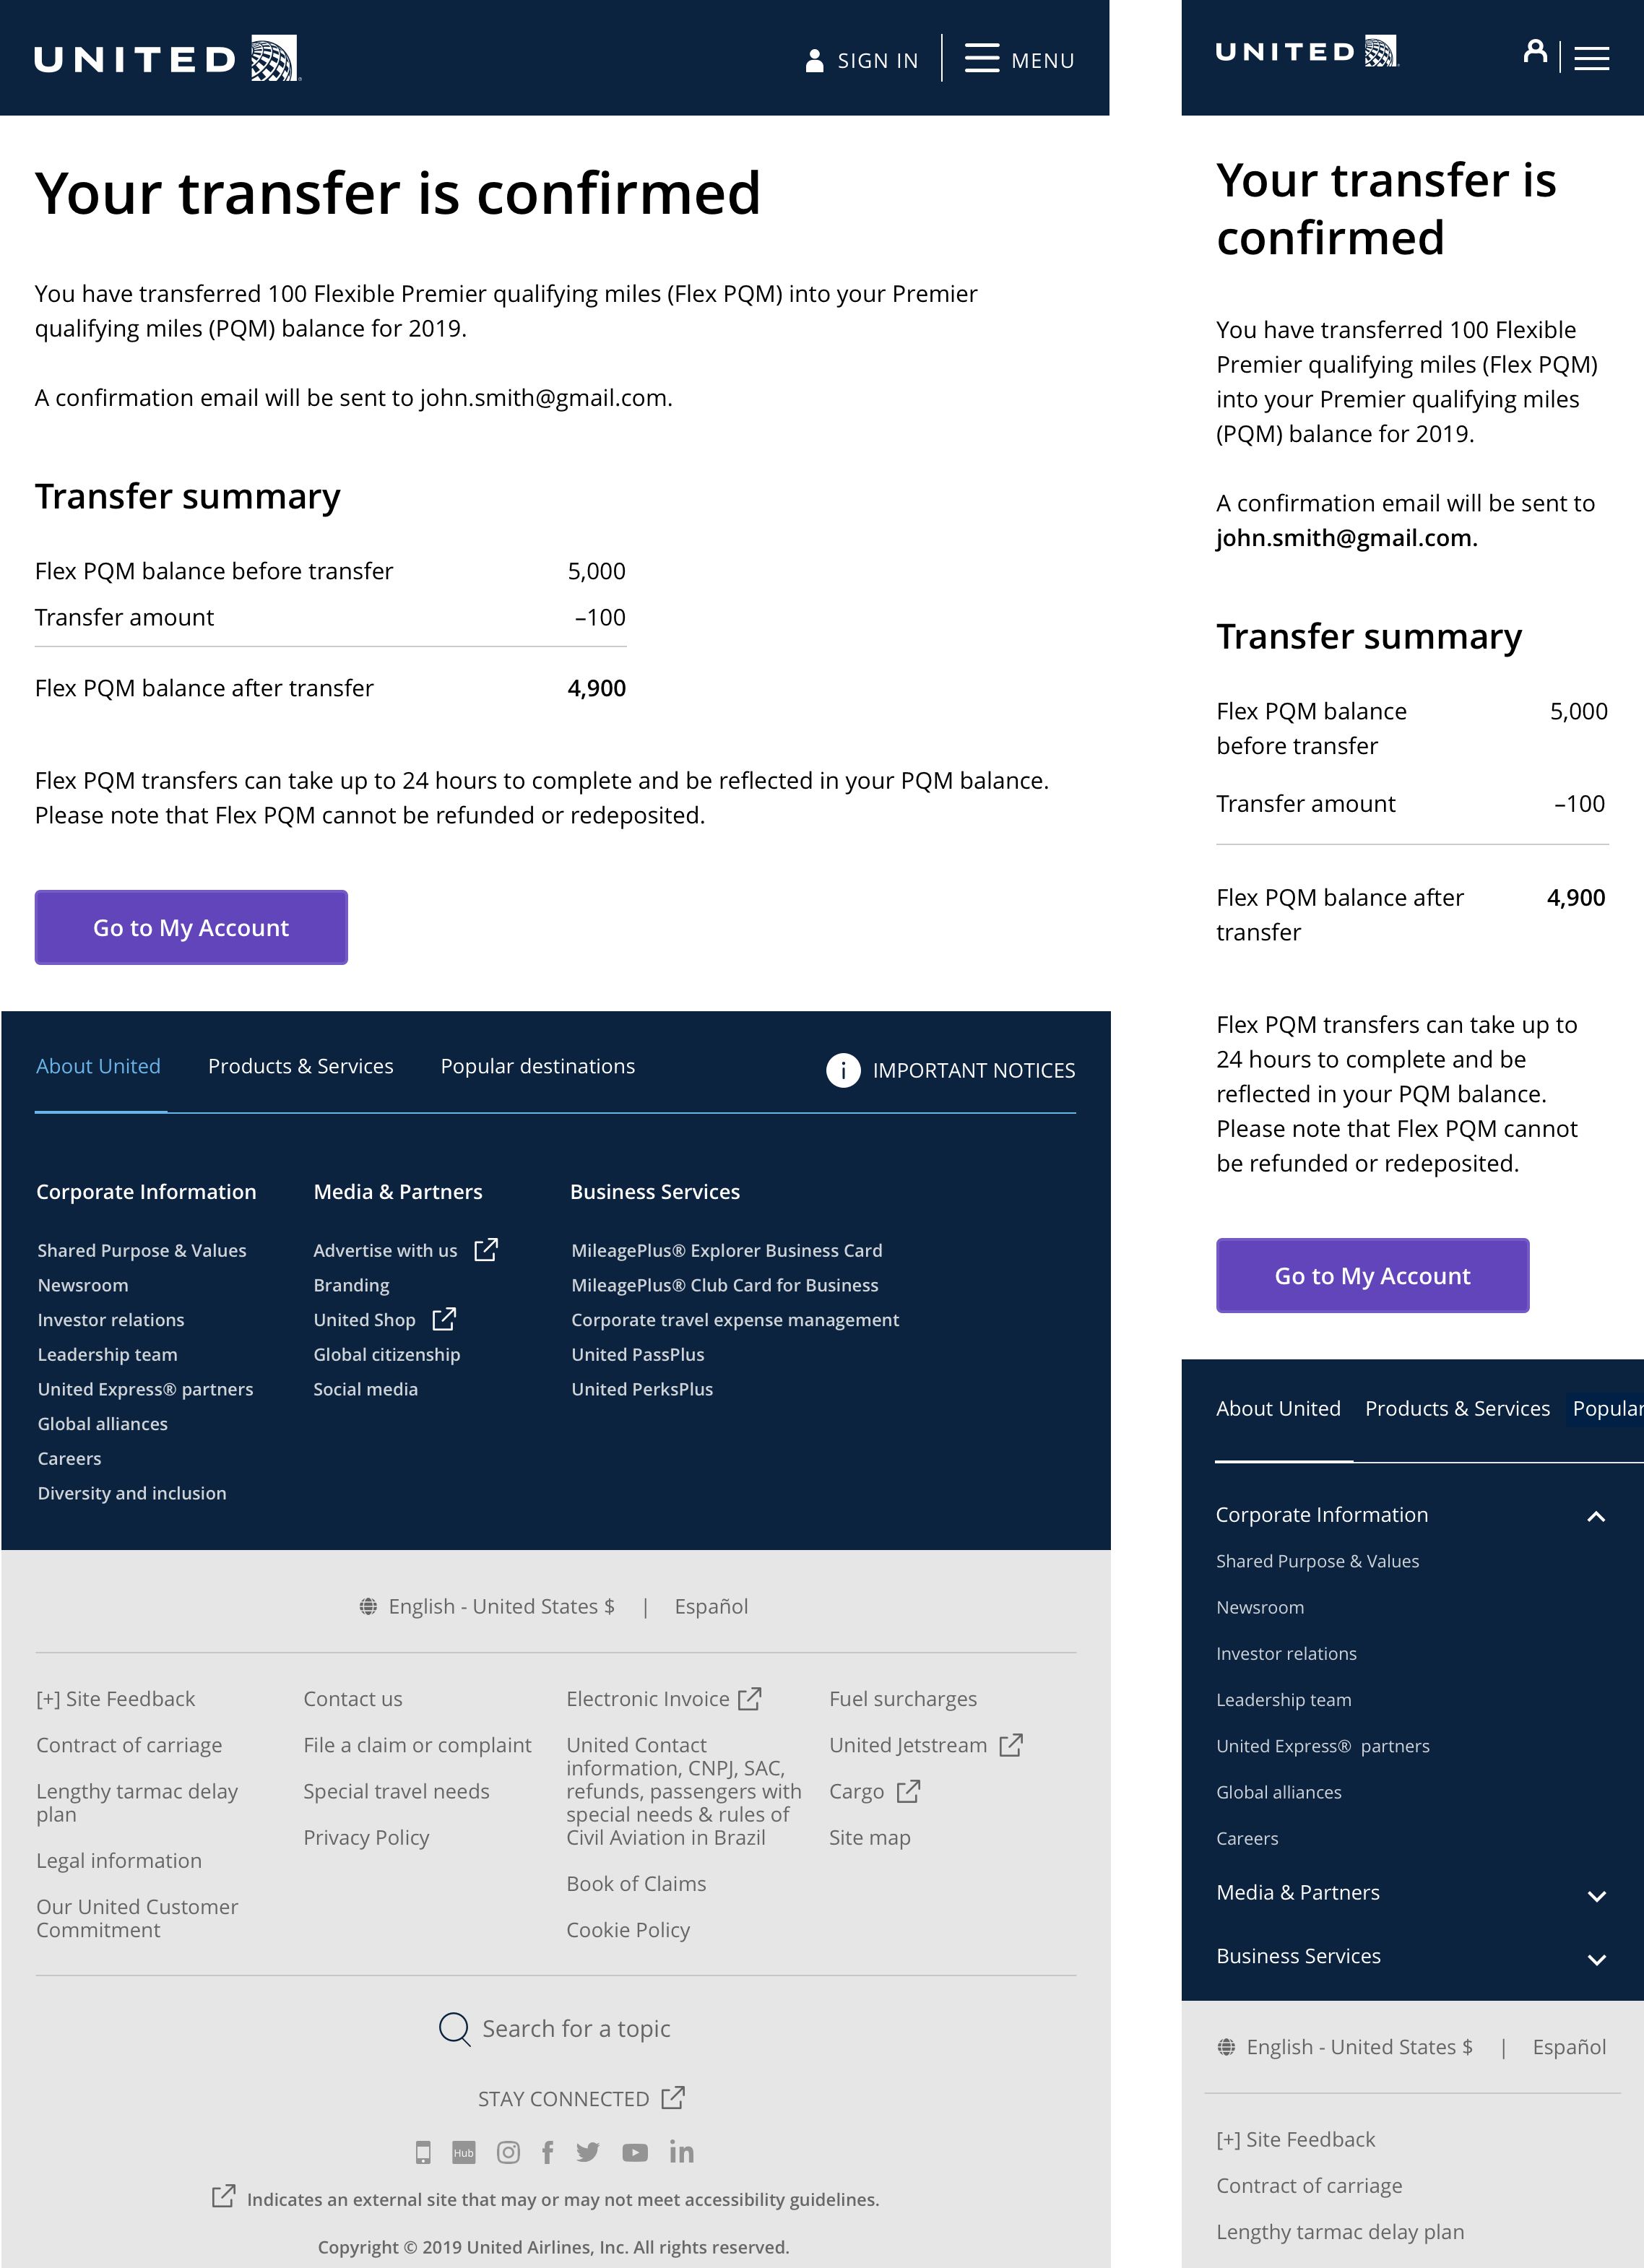 UNITED
SIGN IN
MENU
Your transfer is confirmed
You have transferred 100 Flexible Premier qualifying miles (Flex PQM) into your Premier
qualifying miles (PQM) balance for 2019.
A confirmation email will be sent to john.smith@gmail.com.
Transfer summary
Flex PQM balance before transfer 5,000
Transfer amount –100
Flex PQM balance after transfer 4,900
Flex PQM transfers can take up to 24 hours to complete and be reflected in your PQM balance.
Please note that Flex PQM cannot be refunded or redeposited.
Go to My Account
About United Products & Services Popular destinations
i IMPORTANT NOTICES
Corporate Information
Shared Purpose & Values
Newsroom
Investor relations
Leadership team
United Express® partners
Global alliances
Careers
Diversity and inclusion
Media & Partners
Advertise with us
Branding
United Shop
Global citizenship
Social media
Business Services
MileagePlus® Explorer Business Card
MileagePlus® Club Card for Business
Corporate travel expense management
United PassPlus
United PerksPlus
English - United States $ | Español
[+] Site Feedback
Contract of carriage
Lengthy tarmac delay
plan
Legal information
Our United Customer
Commitment
Contact us
File a claim or complaint
Special travel needs
Privacy Policy
Electronic Invoice
United Contact
information, CNPJ, SAC,
refunds, passengers with
special needs & rules of
Civil Aviation in Brazil
Book of Claims
Cookie Policy
Fuel surcharges
United Jetstream
Cargo
Site map
Search for a topic
STAY CONNECTED
Hub
Indicates an external site that may or may not meet accessibility guidelines.
Copyright © 2019 United Airlines, Inc. All rights reserved.
UNITED
Your transfer is
confirmed
You have transferred 100 Flexible
Premier qualifying miles (Flex PQM)
into your Premier qualifying miles
(PQM) balance for 2019.
A confirmation email will be sent to
john.smith@gmail.com.
Transfer summary
Flex PQM balance 5,000
before transfer
Transfer amount –100
Flex PQM balance after 4,900
transfer
Flex PQM transfers can take up to
24 hours to complete and be
reflected in your PQM balance.
Please note that Flex PQM cannot
be refunded or redeposited.
Go to My Account
About United Products & Services Popular
Corporate Information
Shared Purpose & Values
Newsroom
Investor relations
Leadership team
United Express® partners
Global alliances
Careers
Media & Partners
Business Services
English - United States $ | Español
[+] Site Feedback
Contract of carriage
Lengthy tarmac delay plan